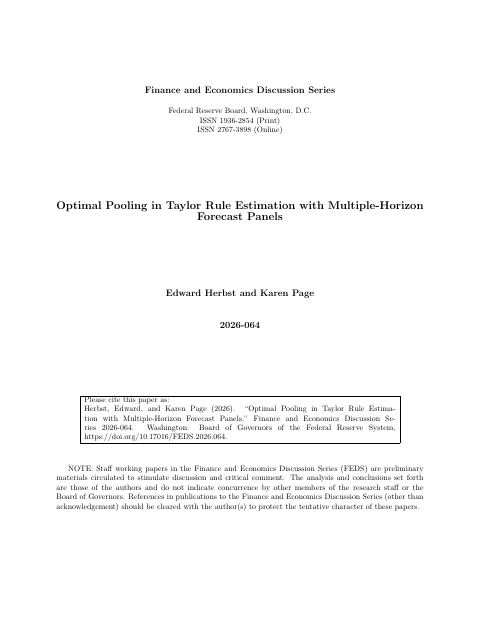 Finance and Economics Discussion Series
Federal Reserve Board, Washington, D.C.
ISSN 1936-2854 (Print)
ISSN 2767-3898 (Online)
Optimal Pooling in Taylor Rule Estimation with Multiple-Horizon
Forecast Panels
Edward Herbst and Karen Page
2026-064
Please cite this paper as:
Herbst, Edward, and Karen Page (2026). “Optimal Pooling in Taylor Rule Estima-
tion with Multiple-Horizon Forecast Panels,” Finance and Economics Discussion Se-
ries 2026-064. Washington: Board of Governors of the Federal Reserve System,
https://doi.org/10.17016/FEDS.2026.064.
NOTE: Staff working papers in the Finance and Economics Discussion Series (FEDS) are preliminary
materials circulated to stimulate discussion and critical comment. The analysis and conclusions set forth
are those of the authors and do not indicate concurrence by other members of the research staff or the
Board of Governors. References in publications to the Finance and Economics Discussion Series (other than
acknowledgement) should be cleared with the author(s) to protect the tentative character of these papers.